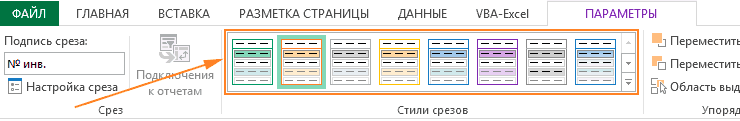 ФАЙЛ ГЛАВНАЯ ВСТАВКА РАЗМЕТКА СТРАНИЦЫ ДАННЫЕ VBA-Excel ПАРАМЕТРЫ
Подпись среза:
№ инв.
Настройка среза
Подключения
к отчетам
Переместить
Переместить
Область выд
Срез Стили срезов Упоряд